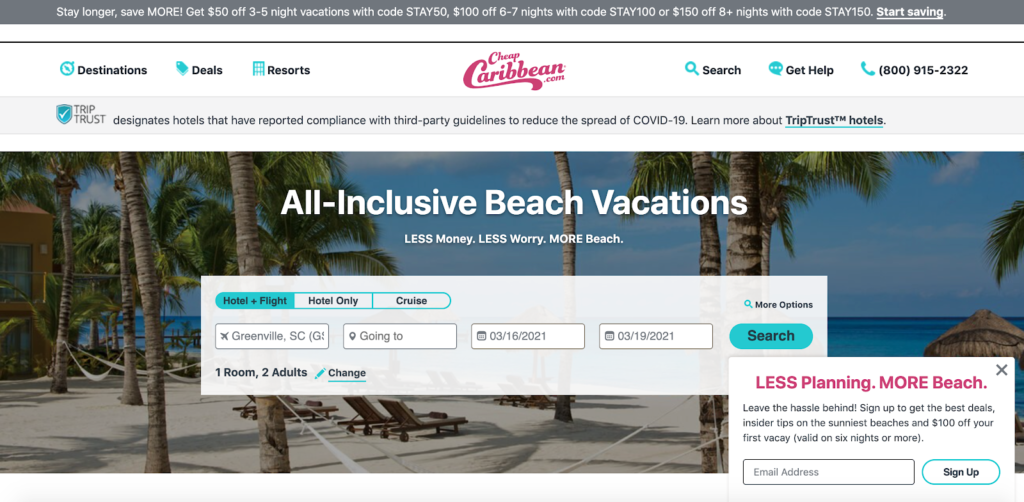 Stay longer, save MORE! Get $50 off 3-5 night vacations with code STAY50, $100 off 6-7 nights with code STAY100 or $150 off 8+ nights with code STAY150. Start saving.
Destinations Deals Resorts Cheap Caribbean.com Search Get Help (800) 915-2322
TRIP TRUST designates hotels that have reported compliance with third-party guidelines to reduce the spread of COVID-19. Learn more about TripTrust™ hotels.
All-Inclusive Beach Vacations
LESS Money. LESS Worry. MORE Beach.
Hotel + Flight Hotel Only Cruise More Options
Greenville, SC (GS Going to 03/16/2021 03/19/2021 Search
1 Room, 2 Adults Change
LESS Planning. MORE Beach.
Leave the hassle behind! Sign up to get the best deals,
insider tips on the sunniest beaches and $100 off your
first vacay (valid on six nights or more).
Email Address Sign Up